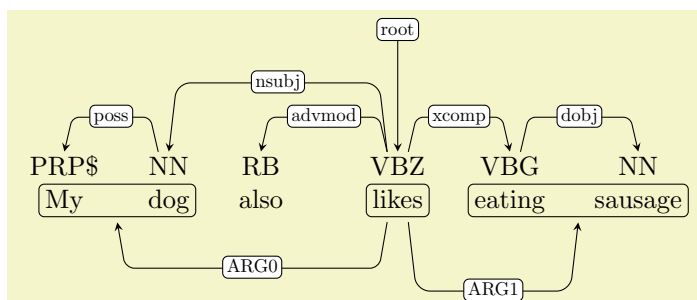 root
nsubj
poss advmod xcomp dobj
PRP$ NN RB VBZ VBG NN
My dog also likes eating sausage
ARG0
ARG1